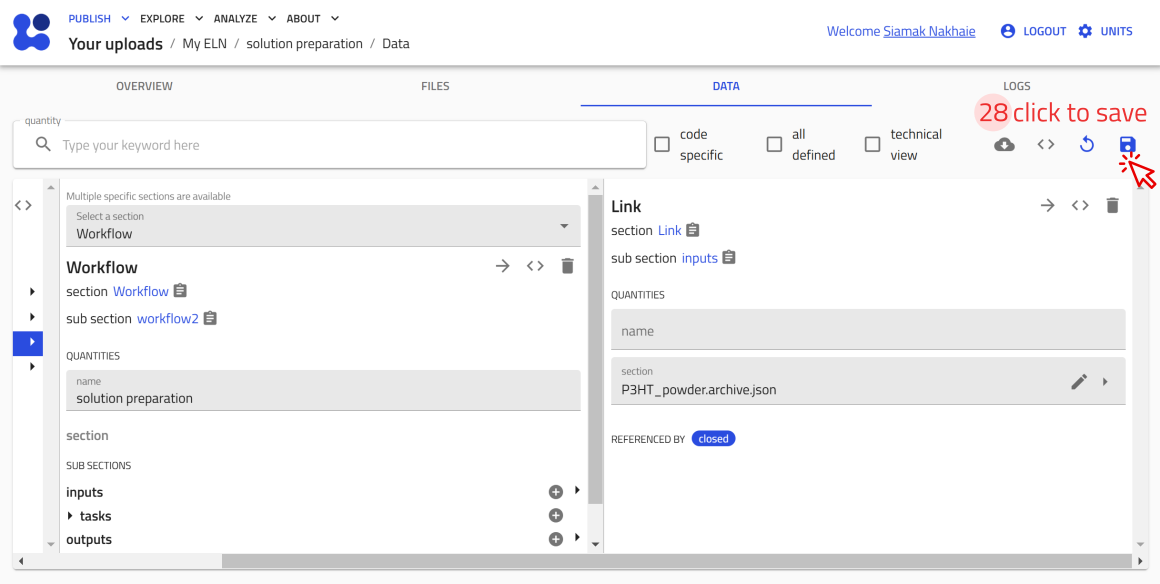 PUBLISH EXPLORE ANALYZE ABOUT
Your uploads / My ELN / solution preparation / Data
Welcome Siamak Nakhaie LOGOUT UNITS
OVERVIEW FILES DATA LOGS
28 click to save
quantity
Type your keyword here
code specific
all defined
technical view
Multiple specific sections are available
Select a section
Workflow
Workflow
section Workflow
sub section workflow2
QUANTITIES
name
solution preparation
section
SUB SECTIONS
inputs
tasks
outputs
Link
section Link
sub section inputs
QUANTITIES
name
section
P3HT_powder.archive.json
REFERENCED BY closed